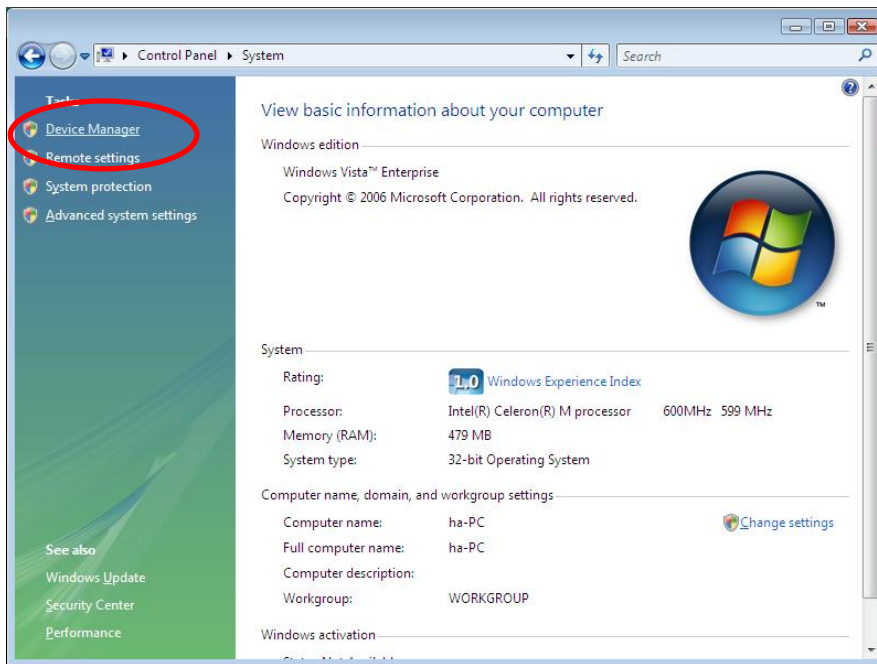 Control Panel System
Search
Tasks
Device Manager
Remote settings
System protection
Advanced system settings
See also
Windows Update
Security Center
Performance
View basic information about your computer
Windows edition
Windows Vista™ Enterprise
Copyright © 2006 Microsoft Corporation. All rights reserved.
TM
System
Rating: 1.0 Windows Experience Index
Processor: Intel(R) Celeron(R) M processor 600MHz 599 MHz
Memory (RAM): 479 MB
System type: 32-bit Operating System
Computer name, domain, and workgroup settings
Computer name: ha-PC Change settings
Full computer name: ha-PC
Computer description:
Workgroup: WORKGROUP
Windows activation